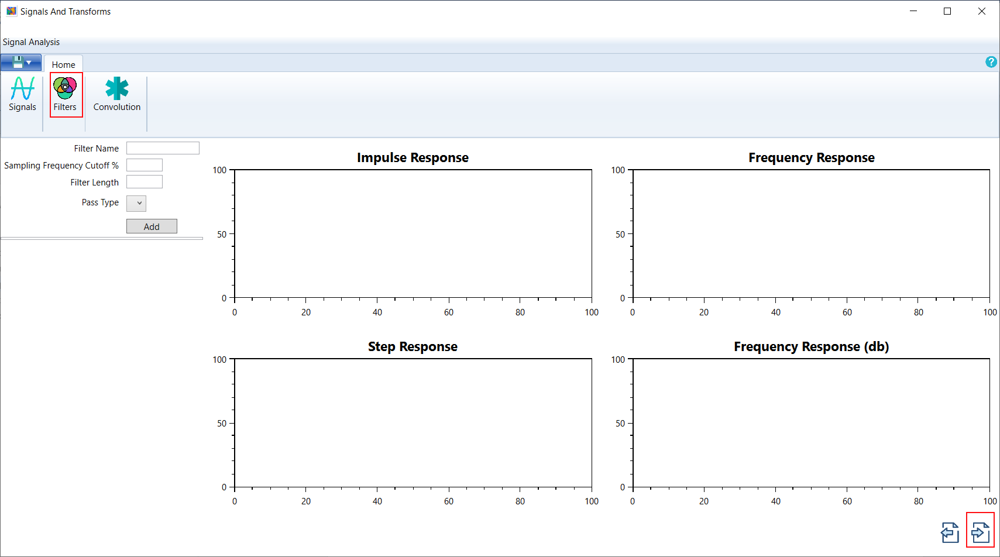 Signals And Transforms
Signal Analysis
Home
?
Signals
Filters
Convolution
Filter Name
Sampling Frequency Cutoff %
Filter Length
Pass Type
Add
Impulse Response
100
50
0
0 20 40 60 80 100
Frequency Response
100
50
0
0 20 40 60 80 100
Step Response
100
50
0
0 20 40 60 80 100
Frequency Response (db)
100
50
0
0 20 40 60 80 100